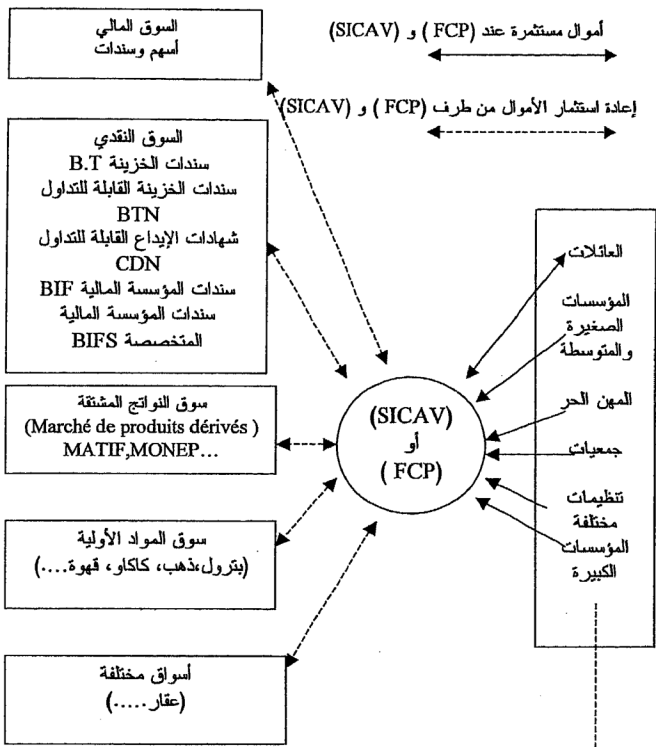 السوق المالي
أسهم وسندات
أموال مستثمرة عند (FCP ) و (SICAV)
إعادة استثمار الأموال من طرف (FCP ) و (SICAV)
السوق النقدي
سندات الخزينة B.T
سندات الخزينة القابلة للتداول
BTN
شهادات الإيداع القابلة للتداول
CDN
سندات المؤسسة المالية BIF
سندات المؤسسة المالية
المتخصصة BIFS
سوق النواتج المشتقة
(Marché de produits dérivés )
MATIF,MONEP…
سوق المواد الأولية
(بترول،ذهب، كاكاو، قهوة....)
أسواق مختلفة
(عقار.....)
(SICAV)
أو
(FCP )
العائلات
المؤسسات
الصغيرة
والمتوسطة
المهن الحر
جمعيات
تنظيمات
مختلفة
المؤسسات
الكبيرة